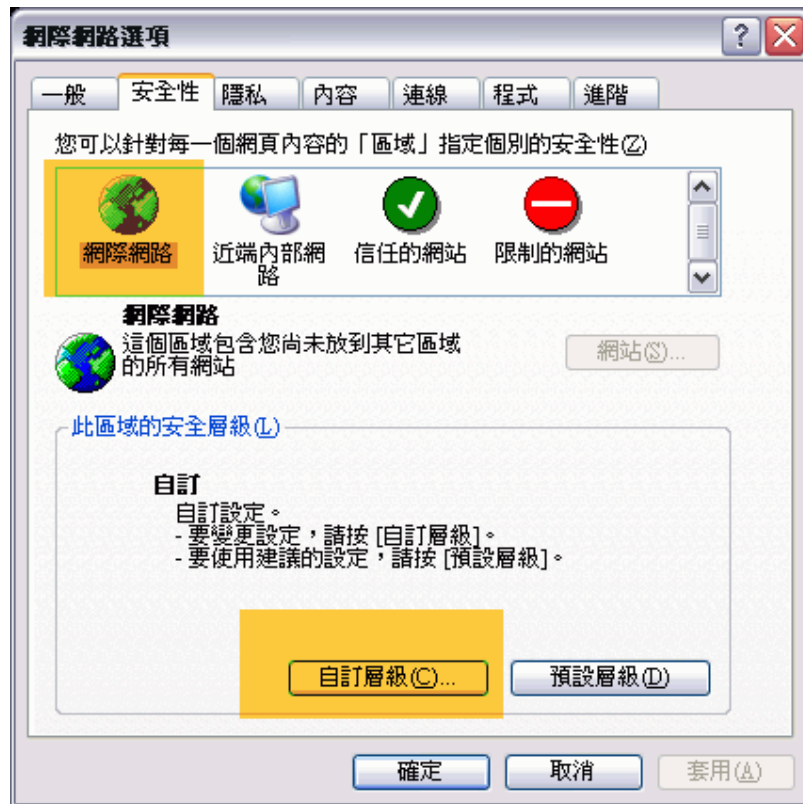 網際網路選項
一般 安全性 隱私 內容 連線 程式 進階
您可以針對每一個網頁內容的「區域」指定個別的安全性(Z)
網際網路 近端內部網路 信任的網站 限制的網站
網際網路
這個區域包含您尚未放到其它區域
的所有網站
網站(S)...
此區域的安全層級(L)
自訂
自訂設定。
- 要變更設定，請按 [自訂層級]。
- 要使用建議的設定，請按 [預設層級]。
自訂層級(C)... 預設層級(D)
確定 取消 套用(A)